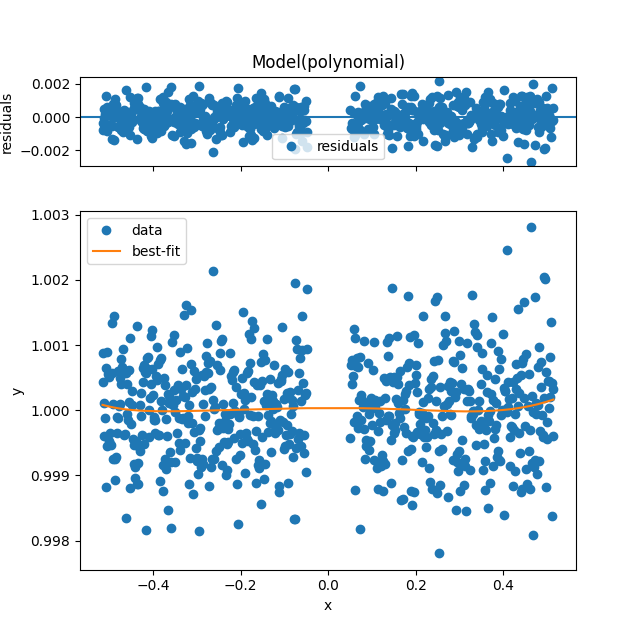 Model(polynomial)
residuals
0.002
0.000
−0.002
residuals
1.003
1.002
1.001
1.000
0.999
0.998
y
data
best-fit
−0.4
−0.2
0.0
0.2
0.4
x